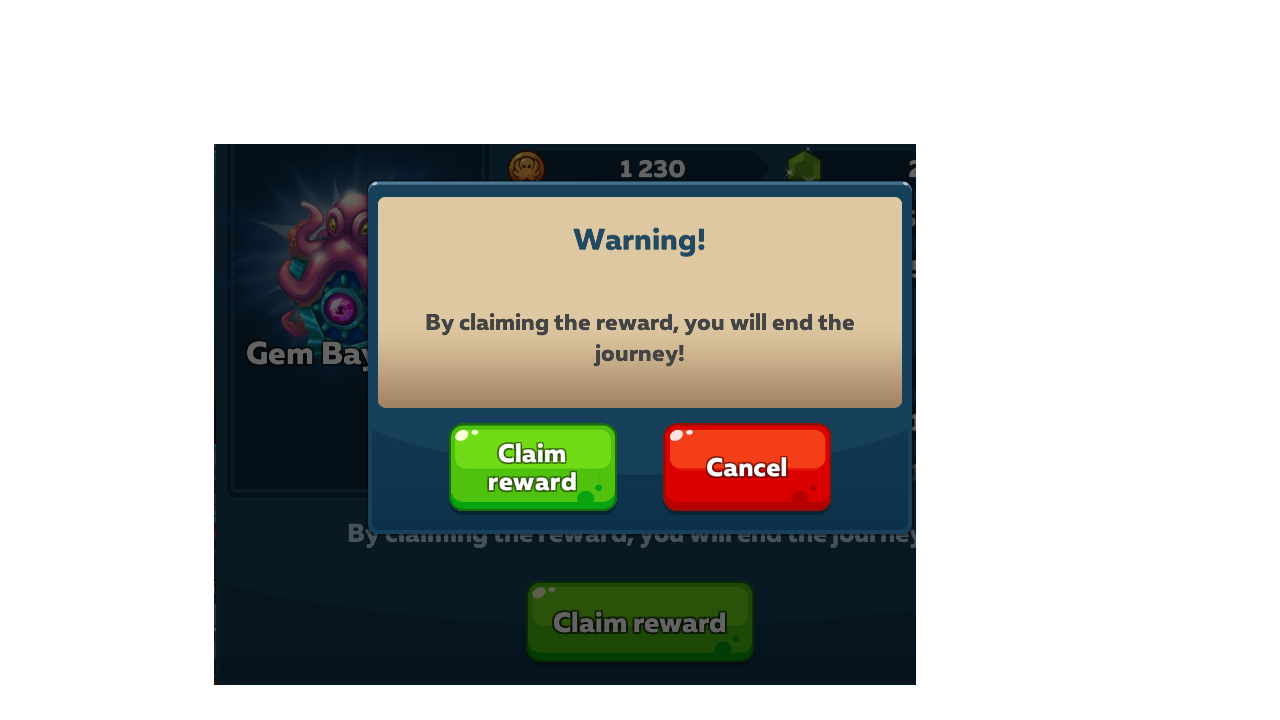 1 230
Warning!
By claiming the reward, you will end the
journey!
Gem Bay
Claim
reward
Cancel
By claiming the reward, you will end the journey
Claim reward